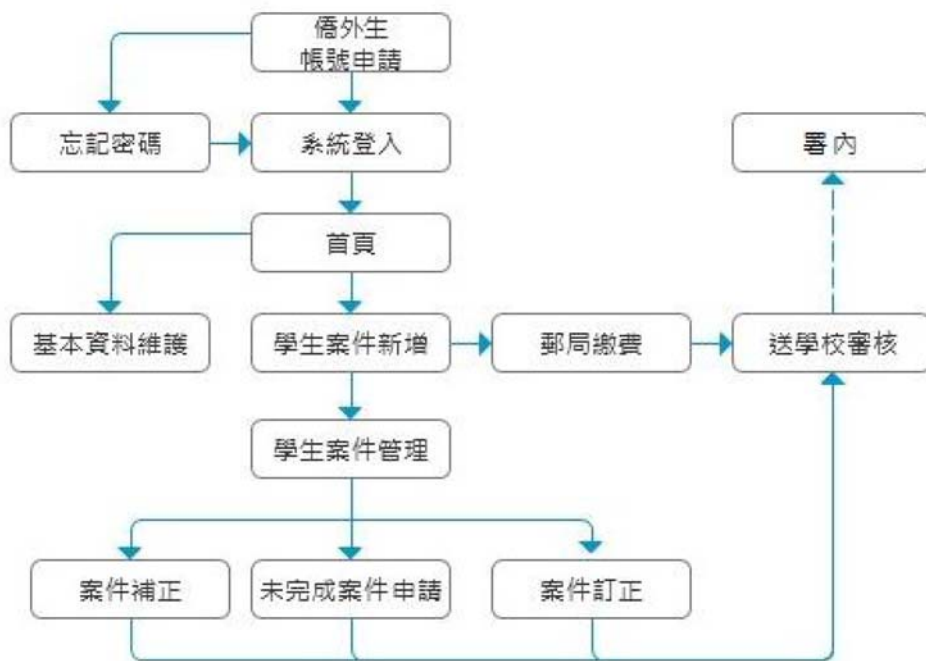 僑外生
帳號申請
忘記密碼
系統登入
署內
首頁
基本資料維護
學生案件新增
郵局繳費
送學校審核
學生案件管理
案件補正
未完成案件申請
案件訂正